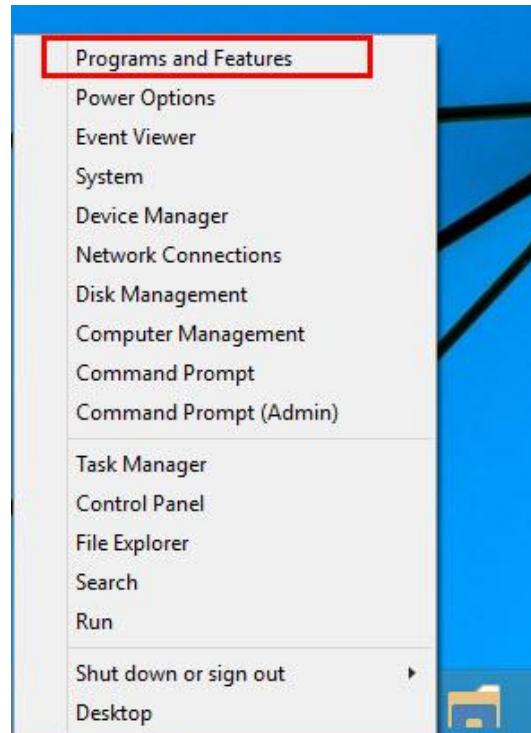 Programs and Features
Power Options
Event Viewer
System
Device Manager
Network Connections
Disk Management
Computer Management
Command Prompt
Command Prompt (Admin)
Task Manager
Control Panel
File Explorer
Search
Run
Shut down or sign out
Desktop